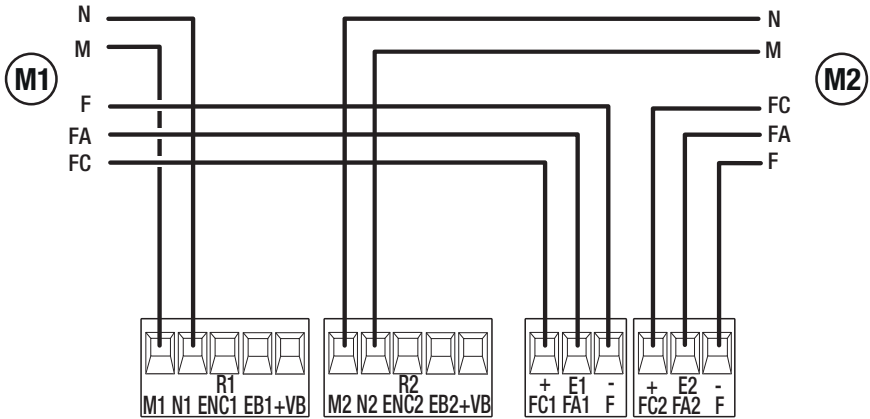 N
M
M1
F
FA
FC
N
M
M2
FC
FA
F
R1
M1 N1 ENC1 EB1+VB
R2
M2 N2 ENC2 EB2+VB
+ E1 -
FC1 FA1 F
+ E2 -
FC2 FA2 F